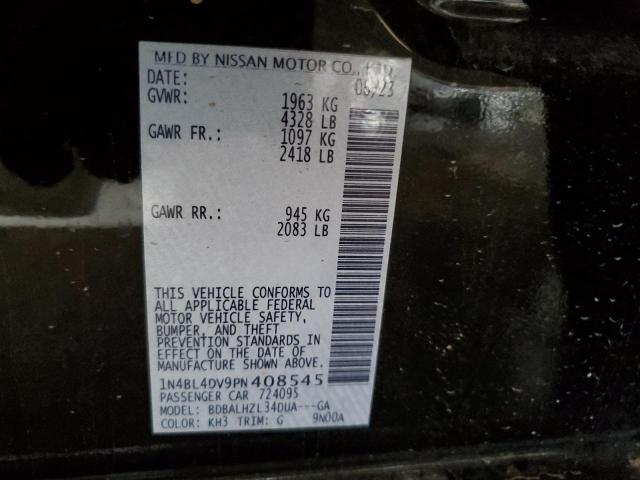 MFD BY NISSAN MOTOR CO., LTD
DATE: 06/23
GVWR: 1963 KG
4328 LB
GAWR FR.: 1097 KG
2418 LB
GAWR RR.: 945 KG
2083 LB
THIS VEHICLE CONFORMS TO
ALL APPLICABLE FEDERAL
MOTOR VEHICLE SAFETY,
BUMPER, AND THEFT
PREVENTION STANDARDS IN
EFFECT ON THE DATE OF
MANUFACTURE SHOWN ABOVE.
1N4BL4DV9PN408545
PASSENGER CAR 724095
MODEL: BDBALHZL34DUA---GA
COLOR: KH3 TRIM: G 9N00A